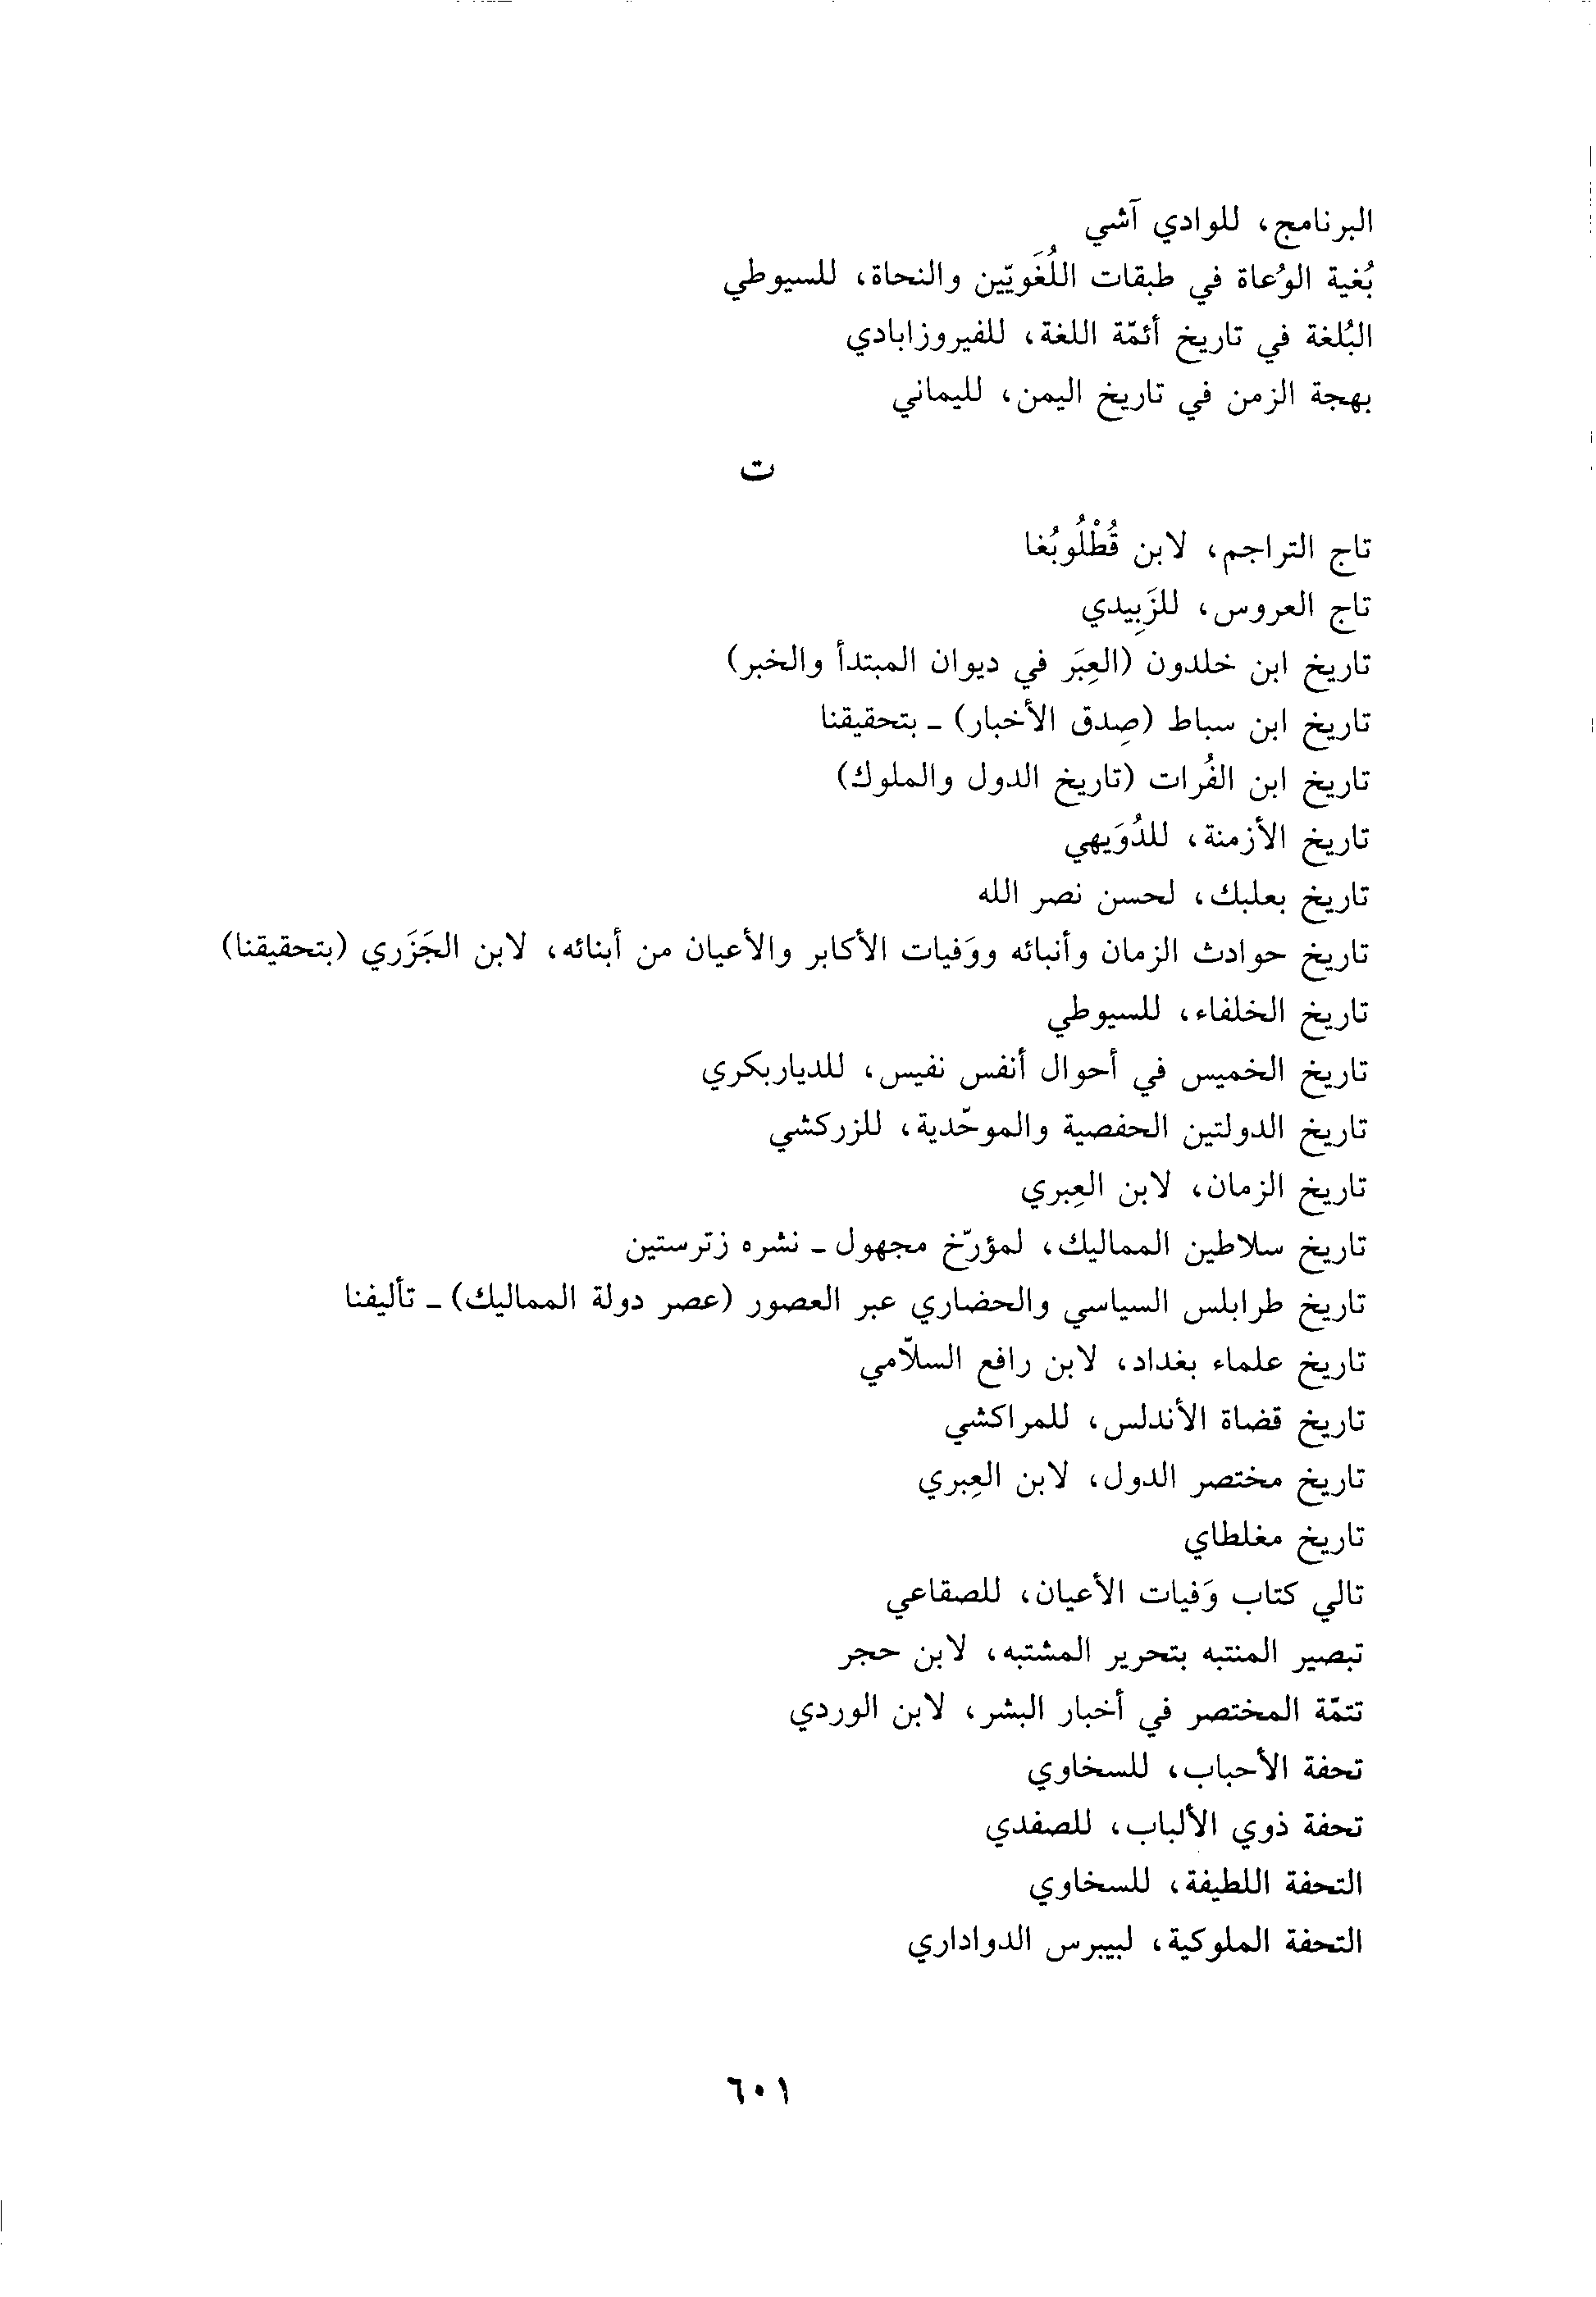 البرنامج، للوادي آشي
بُغية الوُعاة في طبقات اللُغَويّين والنحاة، للسيوطي
البُلغة في تاريخ أئمّة اللغة، للفيروزابادي
بهجة الزمن في تاريخ اليمن، لليماني
ت
تاج التراجم، لابن قُطْلُوبُغا
تاج العروس، للزَبِيدي
تاريخ ابن خلدون (العِبَر في ديوان المبتدأ والخبر)
تاريخ ابن سباط (صِدق الأخبار) ـ بتحقيقنا
تاريخ ابن الفُرات (تاريخ الدول والملوك)
تاريخ الأزمنة، للدُوَيهي
تاريخ بعلبك، لحسن نصر الله
تاريخ حوادث الزمان وأنبائه ووَفيات الأكابر والأعيان من أبنائه، لابن الجَزَري (بتحقيقنا)
تاريخ الخلفاء، للسيوطي
تاريخ الخميس في أحوال أنفس نفيس، للدياربكري
تاريخ الدولتين الحفصية والموحّدية، للزركشي
تاريخ الزمان، لابن العِبري
تاريخ سلاطين المماليك، لمؤرّخ مجهول ـ نشره زترستين
تاريخ طرابلس السياسي والحضاري عبر العصور (عصر دولة المماليك) ـ تأليفنا
تاريخ علماء بغداد، لابن رافع السلاّمي
تاريخ قضاة الأندلس، للمراكشي
تاريخ مختصر الدول، لابن العِبري
تاريخ مغلطاي
تالي كتاب وَفيات الأعيان، للصقاعي
تبصير المنتبه بتحرير المشتبه، لابن حجر
تتمّة المختصر في أخبار البشر، لابن الوردي
تحفة الأحباب، للسخاوي
تحفة ذوي الألباب، للصفدي
التحفة اللطيفة، للسخاوي
التحفة الملوكية، لبيبرس الدواداري
٦٠١